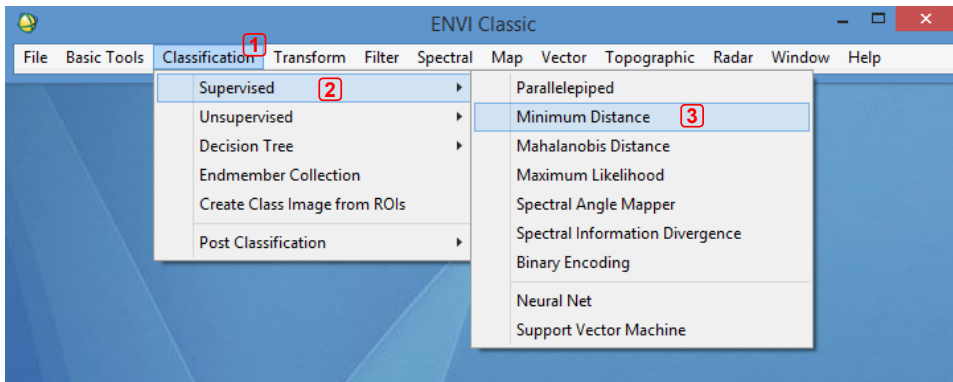 ENVI Classic
File Basic Tools Classification 1 Transform Filter Spectral Map Vector Topographic Radar Window Help
Supervised 2
Unsupervised
Decision Tree
Endmember Collection
Create Class Image from ROIs
Post Classification
Parallelepiped
Minimum Distance 3
Mahalanobis Distance
Maximum Likelihood
Spectral Angle Mapper
Spectral Information Divergence
Binary Encoding
Neural Net
Support Vector Machine